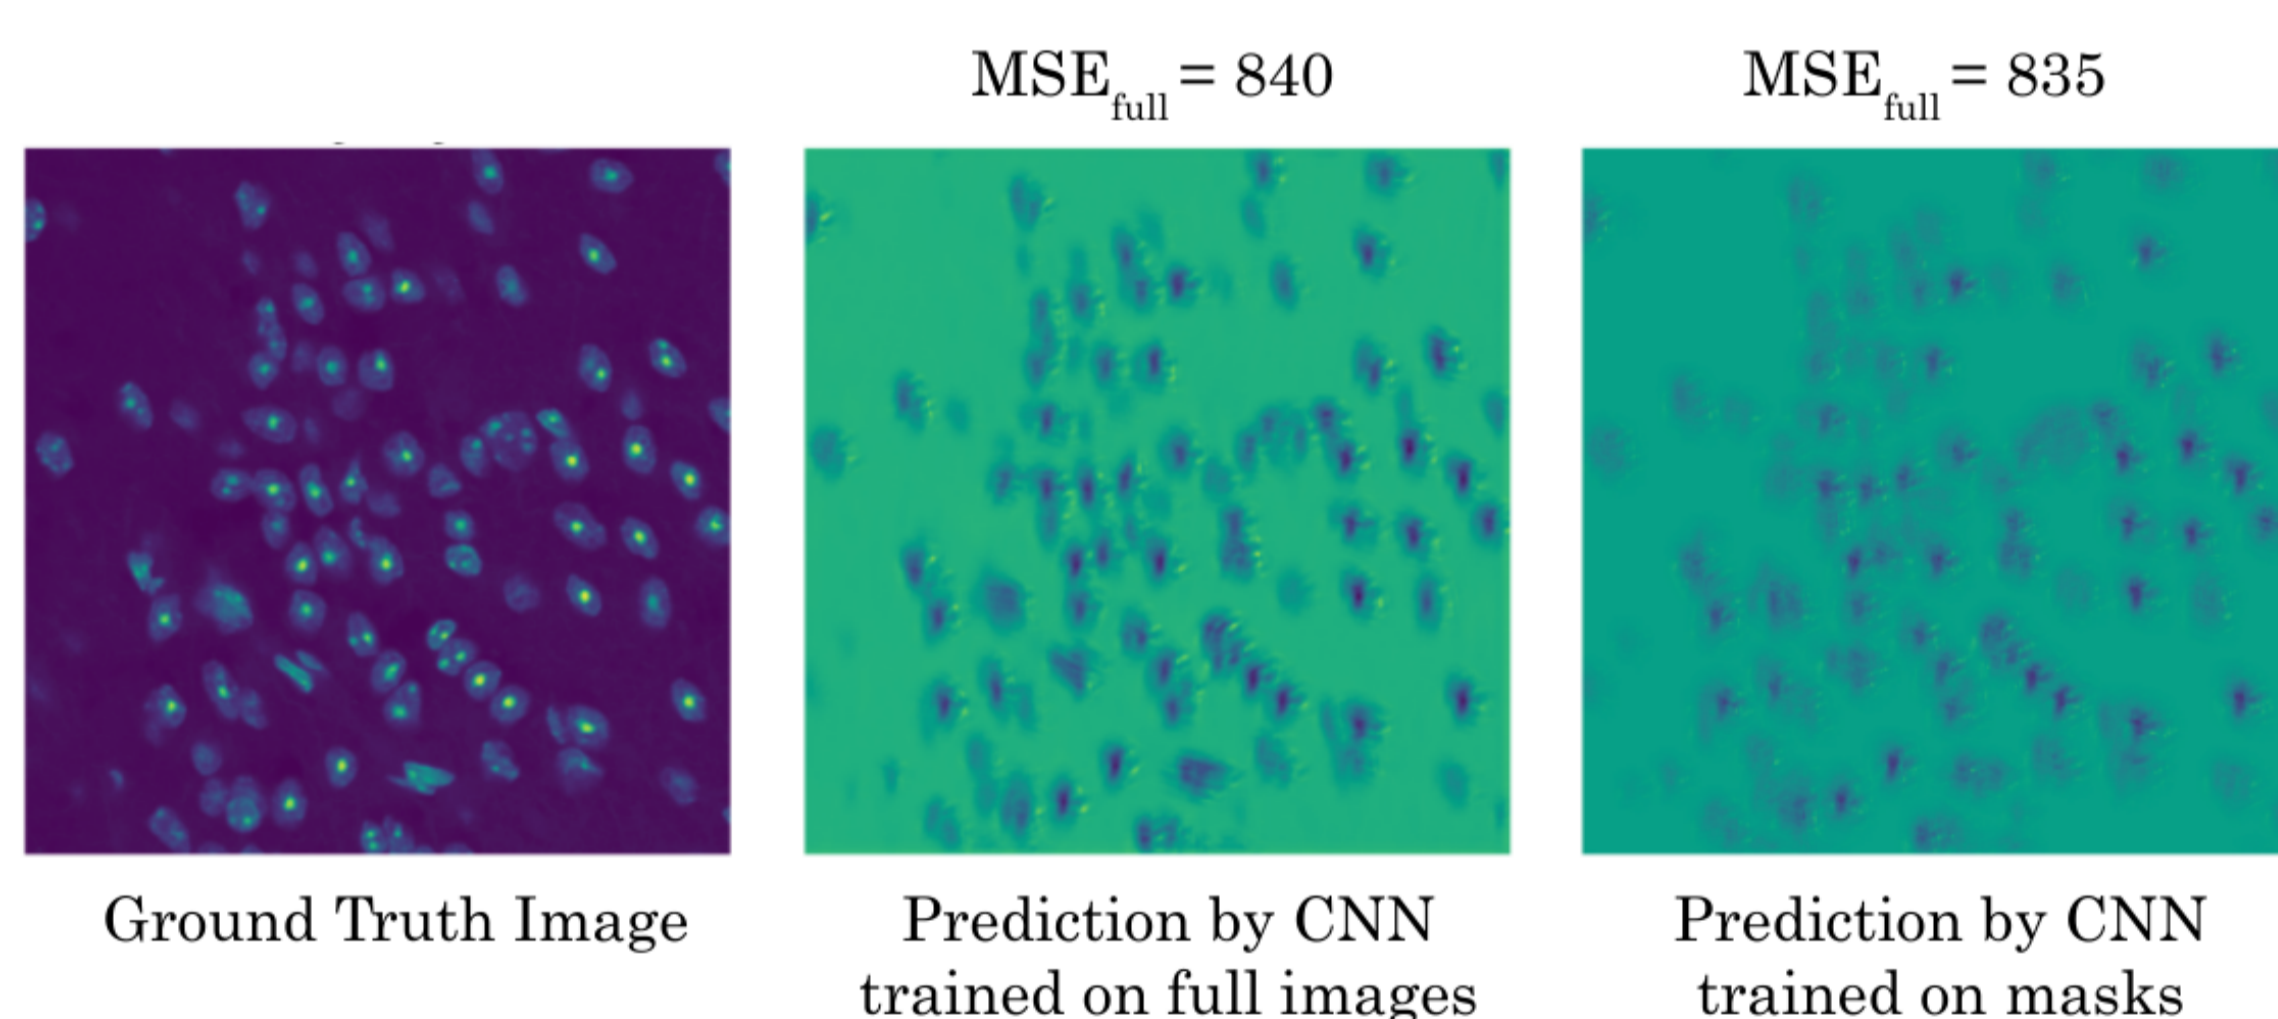 MSEfull = 840
MSEfull = 835
Ground Truth Image
Prediction by CNN
trained on full images
Prediction by CNN
trained on masks